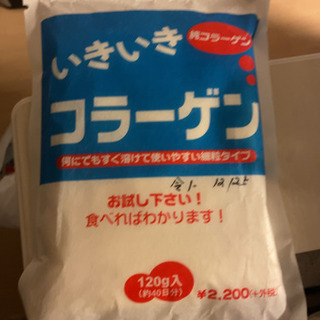 いきいき
純コラーゲン
コラーゲン
何にでもすぐ溶けて使いやすい細粒タイプ
お試し下さい!
食べればわかります!
120g入
(約40日分)
¥2,200(+外税)